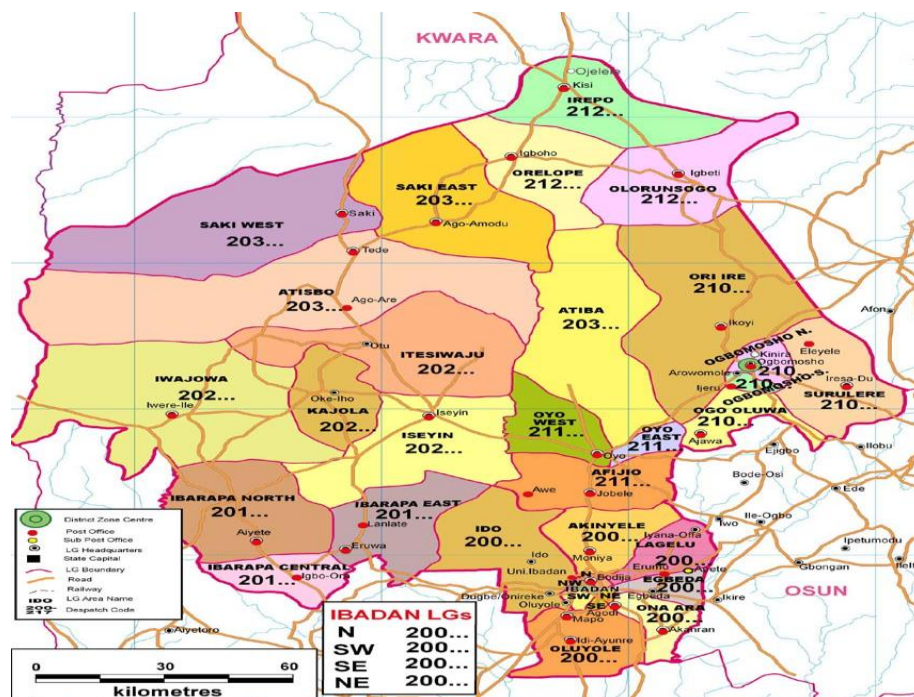 KWARA
Ojelele
Kisi
IREPO
212...
Igboho
ORELOPE
212...
Igbeti
OLORUNSOGO
212...
SAKI EAST
203...
Ago-Amodu
SAKI WEST
203...
Saki
Tede
ATISBO
203...
Ago-Are
ATIBA
203...
ORI IRE
210...
Ikoyi
Afon
OGBOMOSHO N.
210
Kinira
Ogbomosho
Eleyele
Arowomole
Ijeru
210...
OGBOMOSHO-S.
Iresa-Du
SURULERE
210...
OGO OLUWA
210...
Ajawa
Otu
ITESIWAJU
202...
IWAJOWA
202...
Iwere-Ile
Oke-Iho
KAJOLA
202...
Iseyin
ISEYIN
202...
OYO
WEST
211...
OYO
EAST
211...
Oyo
AFIJIO
211...
Awe
Jobele
Ejigbo
Ilobu
Bode-Osi
Ede
Iwo
Ile-Ogbo
Ipetumodu
Gbongan
Ikire
OSUN
IBARAPA NORTH
201...
Aiyete
IBARAPA EAST
201...
Lanlate
Eruwa
IBARAPA CENTRAL
201...
Igbo-Ora
IDO
200...
Ido
AKINYELE
200...
Moniya
Iyana-Offa
LAGELU
200...
Erunmu
Apete
Uni.Ibadan
Bodija
N
NW
IBADAN
SW
NE
SE
EGBEDA
200...
Egbeda
Dugbe/Onireke
Oluyole
Agodi
Mapo
ONA ARA
200...
Akanran
Idi-Ayunre
OLUYOLE
200...
Aiyetoro
District Zone Centre
Post Office
Sub Post Office
LG Headquarters
State Capital
LG Boundary
Road
Railway
IDO LG Area Name
200-
217 Despatch Code
0 30 60
kilometres
IBADAN LGs
N 200...
SW 200...
SE 200...
NE 200...